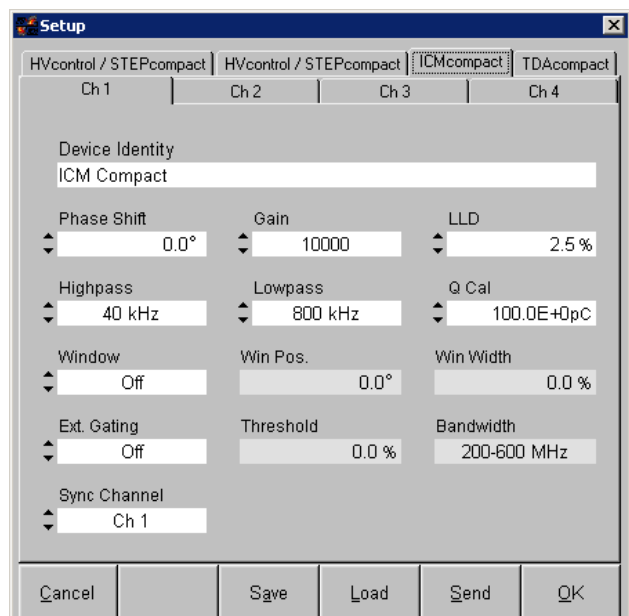 Setup
HVcontrol / STEPcompact HVcontrol / STEPcompact ICMcompact TDAcompact
Ch 1 Ch 2 Ch 3 Ch 4
Device Identity
ICM Compact
Phase Shift Gain LLD
0.0° 10000 2.5 %
Highpass Lowpass Q Cal
40 kHz 800 kHz 100.0E+0pC
Window Win Pos. Win Width
Off 0.0° 0.0 %
Ext. Gating Threshold Bandwidth
Off 0.0 % 200-600 MHz
Sync Channel
Ch 1
Cancel Save Load Send OK